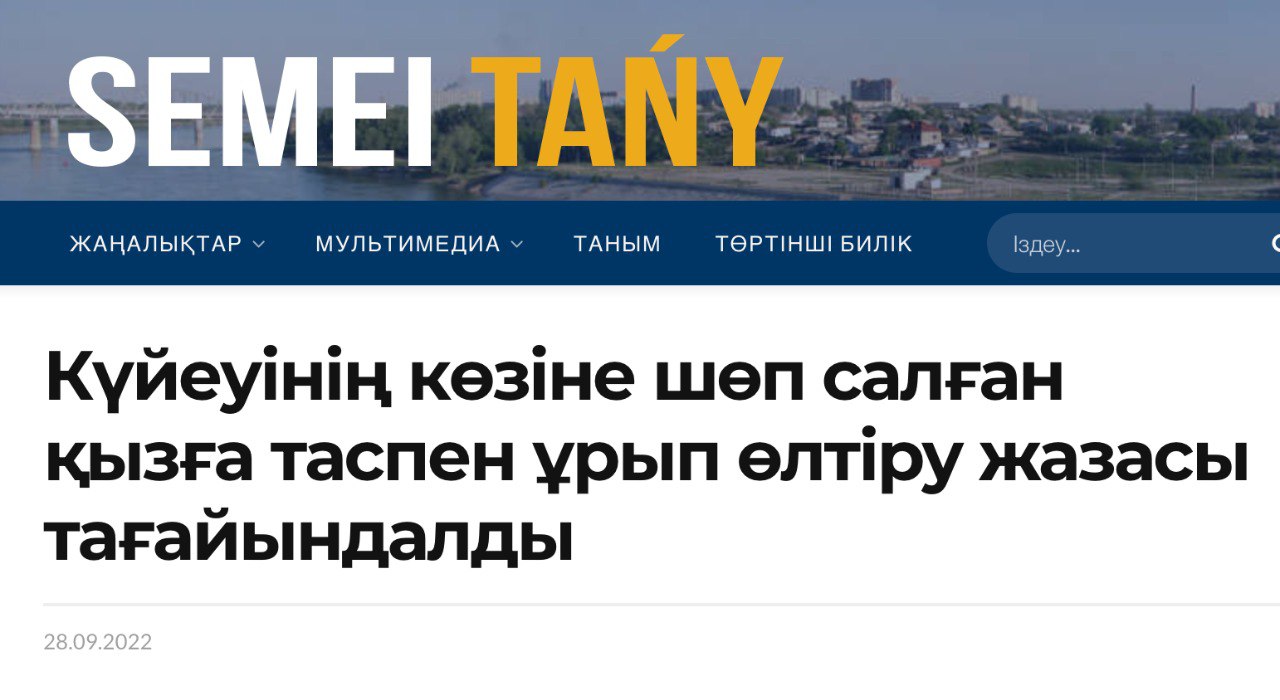 SEMEI TAŃY
ЖАҢАЛЫҚТАР МУЛЬТИМЕДИА ТАНЫМ ТӨРТІНШІ БИЛІК Іздеу...
Күйеуінің көзіне шөп салған
қызға таспен ұрып өлтіру жазасы
тағайындалды
28.09.2022